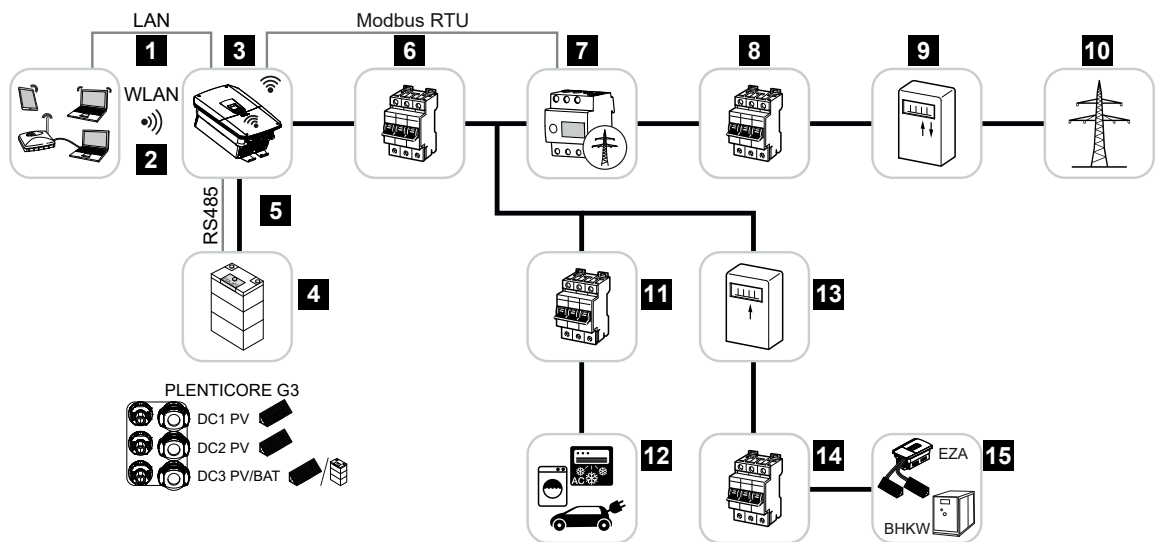 LAN
Modbus RTU
1
3
6
7
8
9
10
WLAN
2
RS485
5
4
11
13
PLENTICORE G3
DC1 PV
DC2 PV
DC3 PV/BAT
/
12
AC
14
EZA
15
BHKW